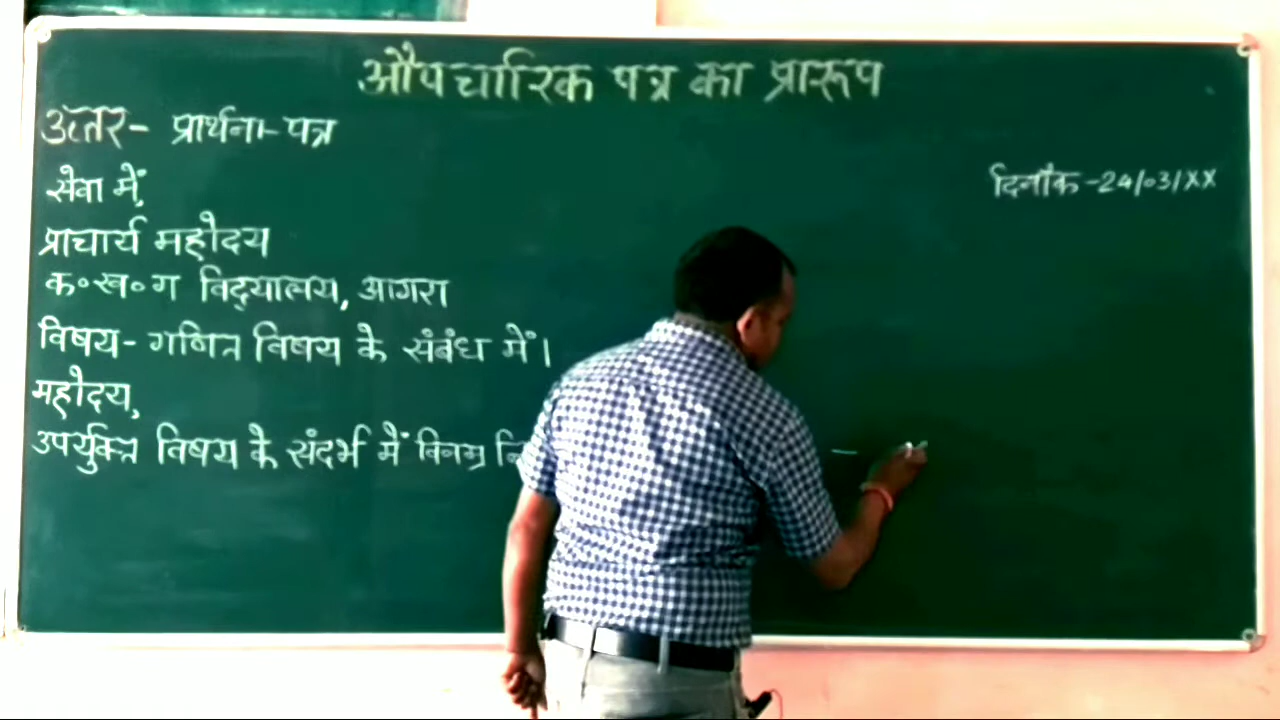 औपचारिक पत्र का प्रारूप
उत्तर- प्रार्थना-पत्र
सेवा में,
दिनाँक -24/03/XX
प्राचार्य महोदय
क॰ख॰ग विद्यालय, आगरा
विषय- गणित विषय के संबंध में।
महोदय,
उपर्युक्त विषय के संदर्भ में विनम्र